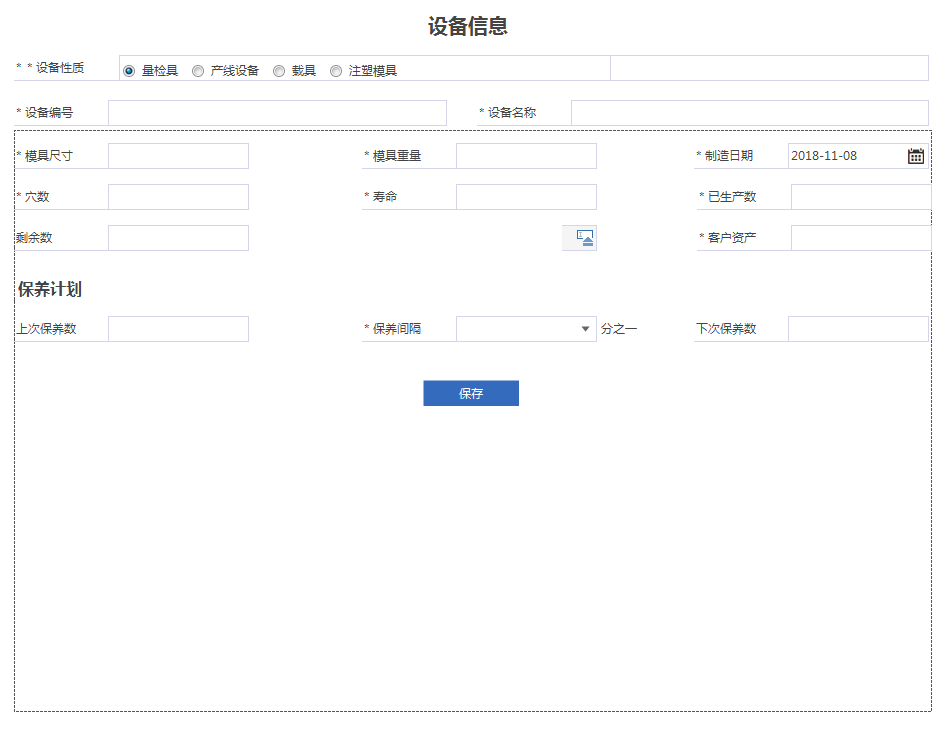 设备信息
* * 设备性质 量检具 产线设备 载具 注塑模具
* 设备编号 * 设备名称
* 模具尺寸 * 模具重量 * 制造日期 2018-11-08
* 穴数 * 寿命 * 已生产数
剩余数 * 客户资产
保养计划
上次保养数 * 保养间隔 分之一 下次保养数
保存